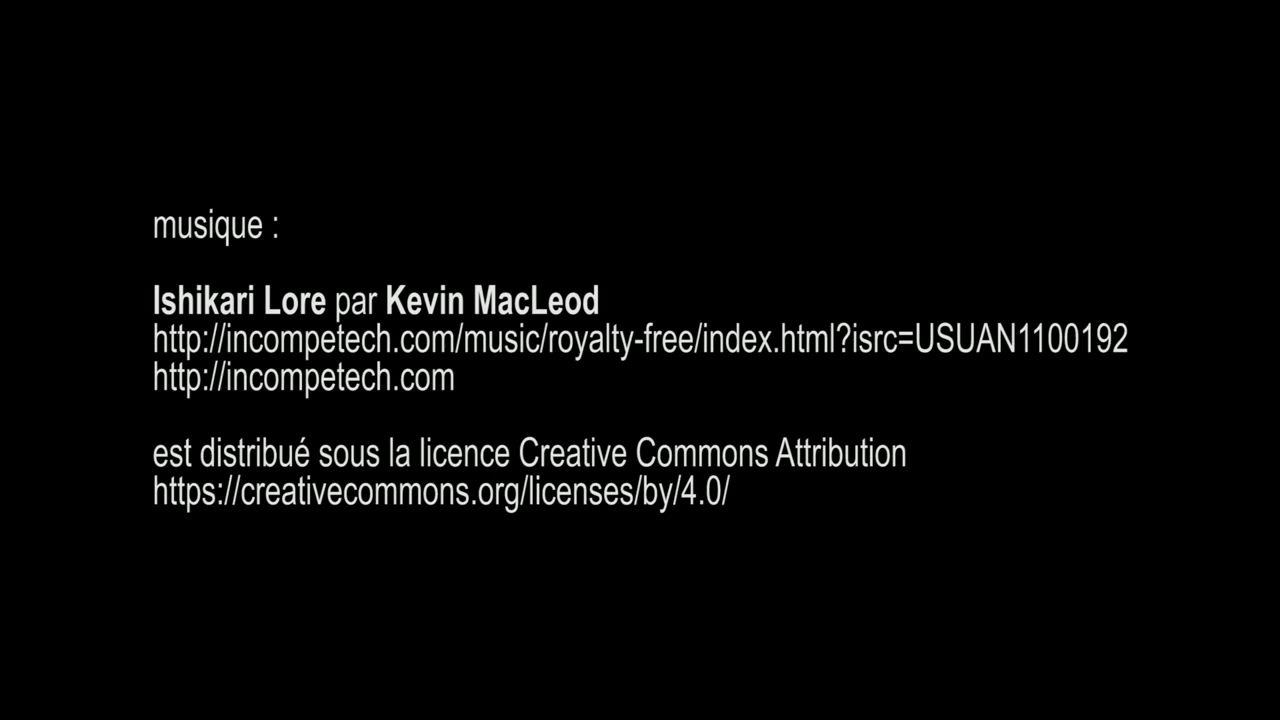 musique :
Ishikari Lore par Kevin MacLeod
http://incompetech.com/music/royalty-free/index.html?isrc=USUAN1100192
http://incompetech.com
est distribué sous la licence Creative Commons Attribution
https://creativecommons.org/licenses/by/4.0/